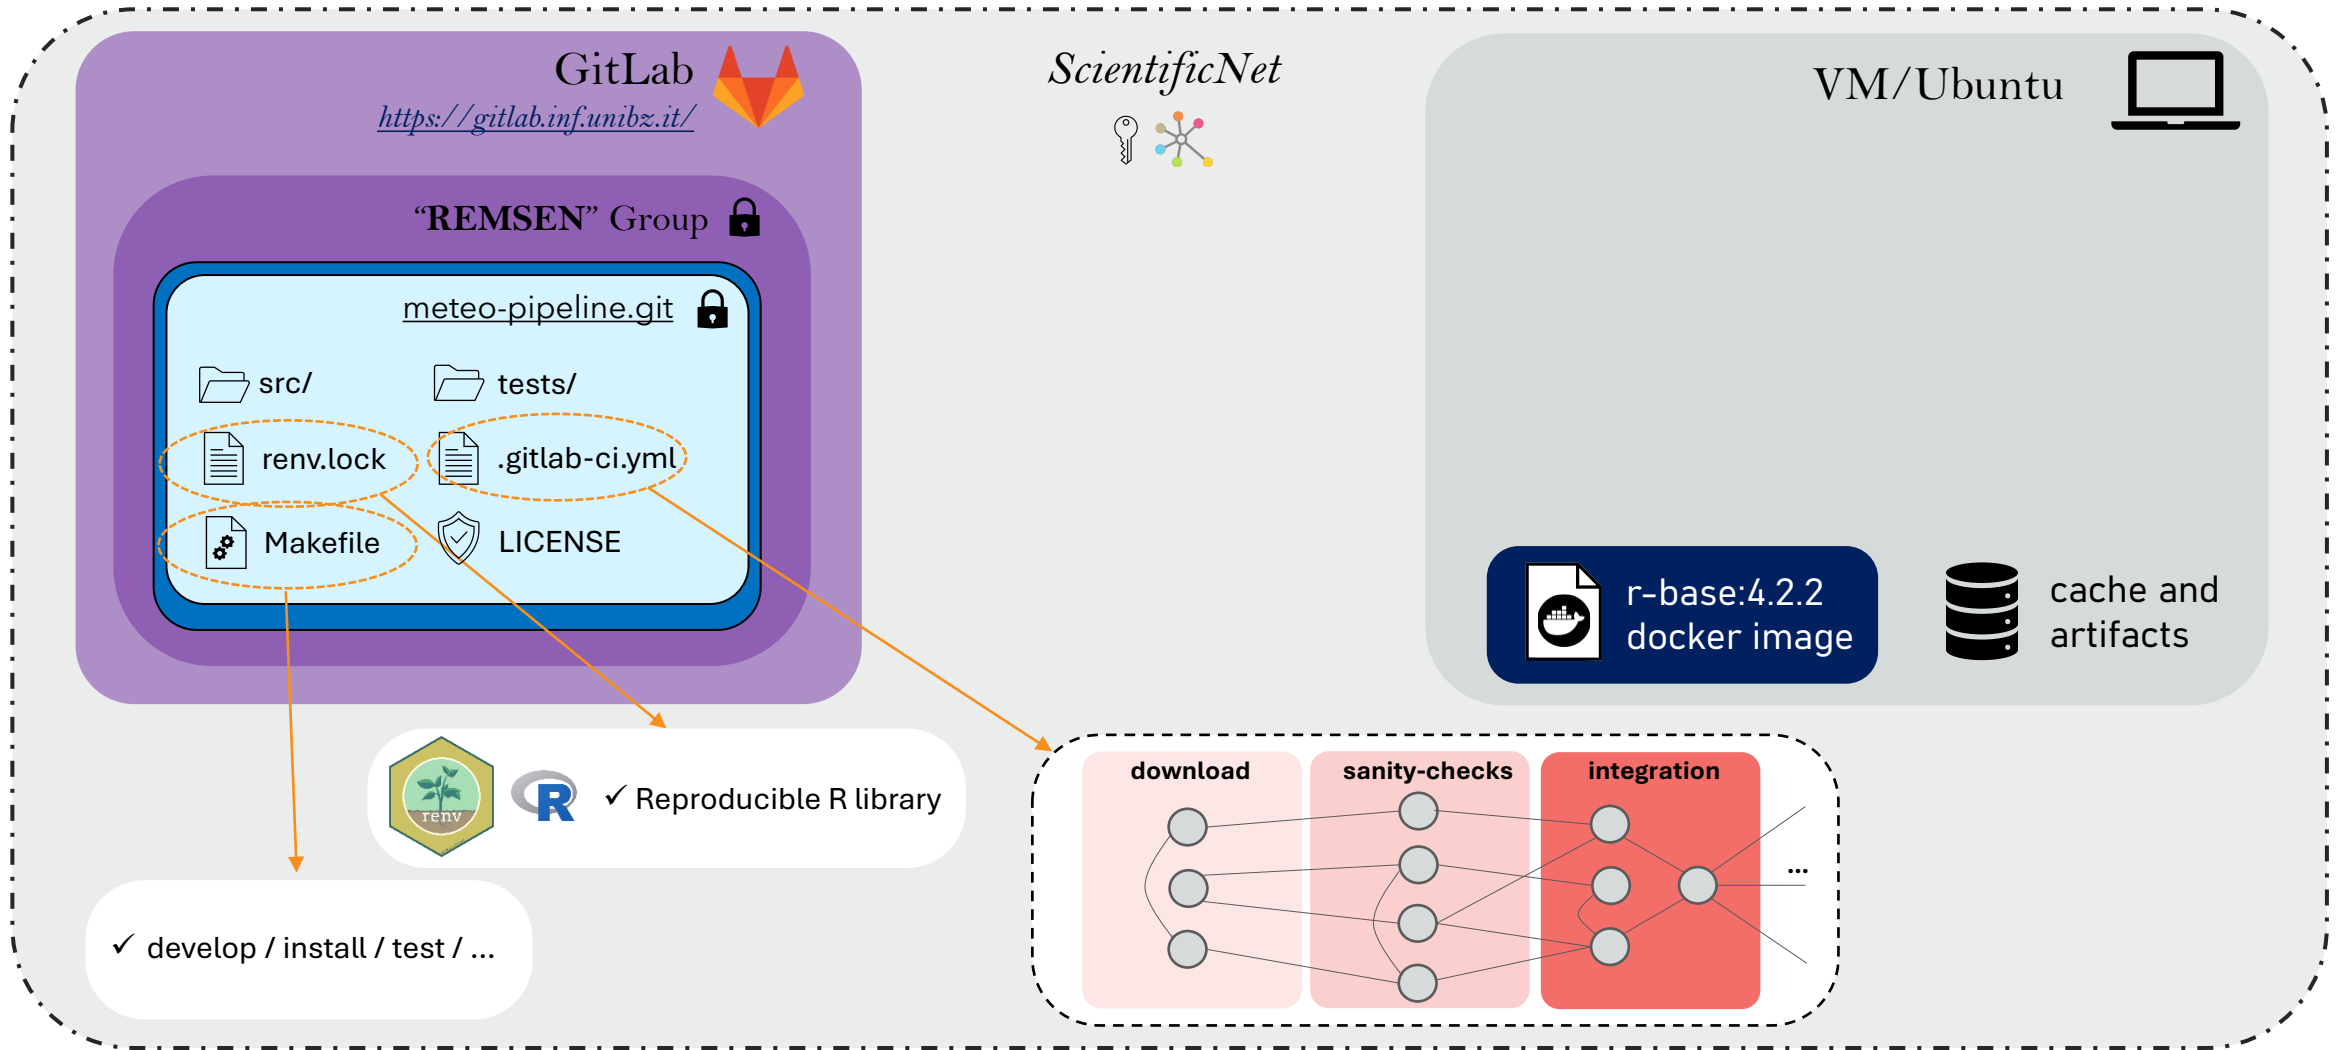 GitLab
https://gitlab.inf.unibz.it/
“REMSEN” Group
meteo-pipeline.git
src/
tests/
renv.lock
.gitlab-ci.yml
Makefile
LICENSE
ScientificNet
VM/Ubuntu
r-base:4.2.2
docker image
cache and
artifacts
renv
R
✓ Reproducible R library
✓ develop / install / test / ...
download
sanity-checks
integration
...